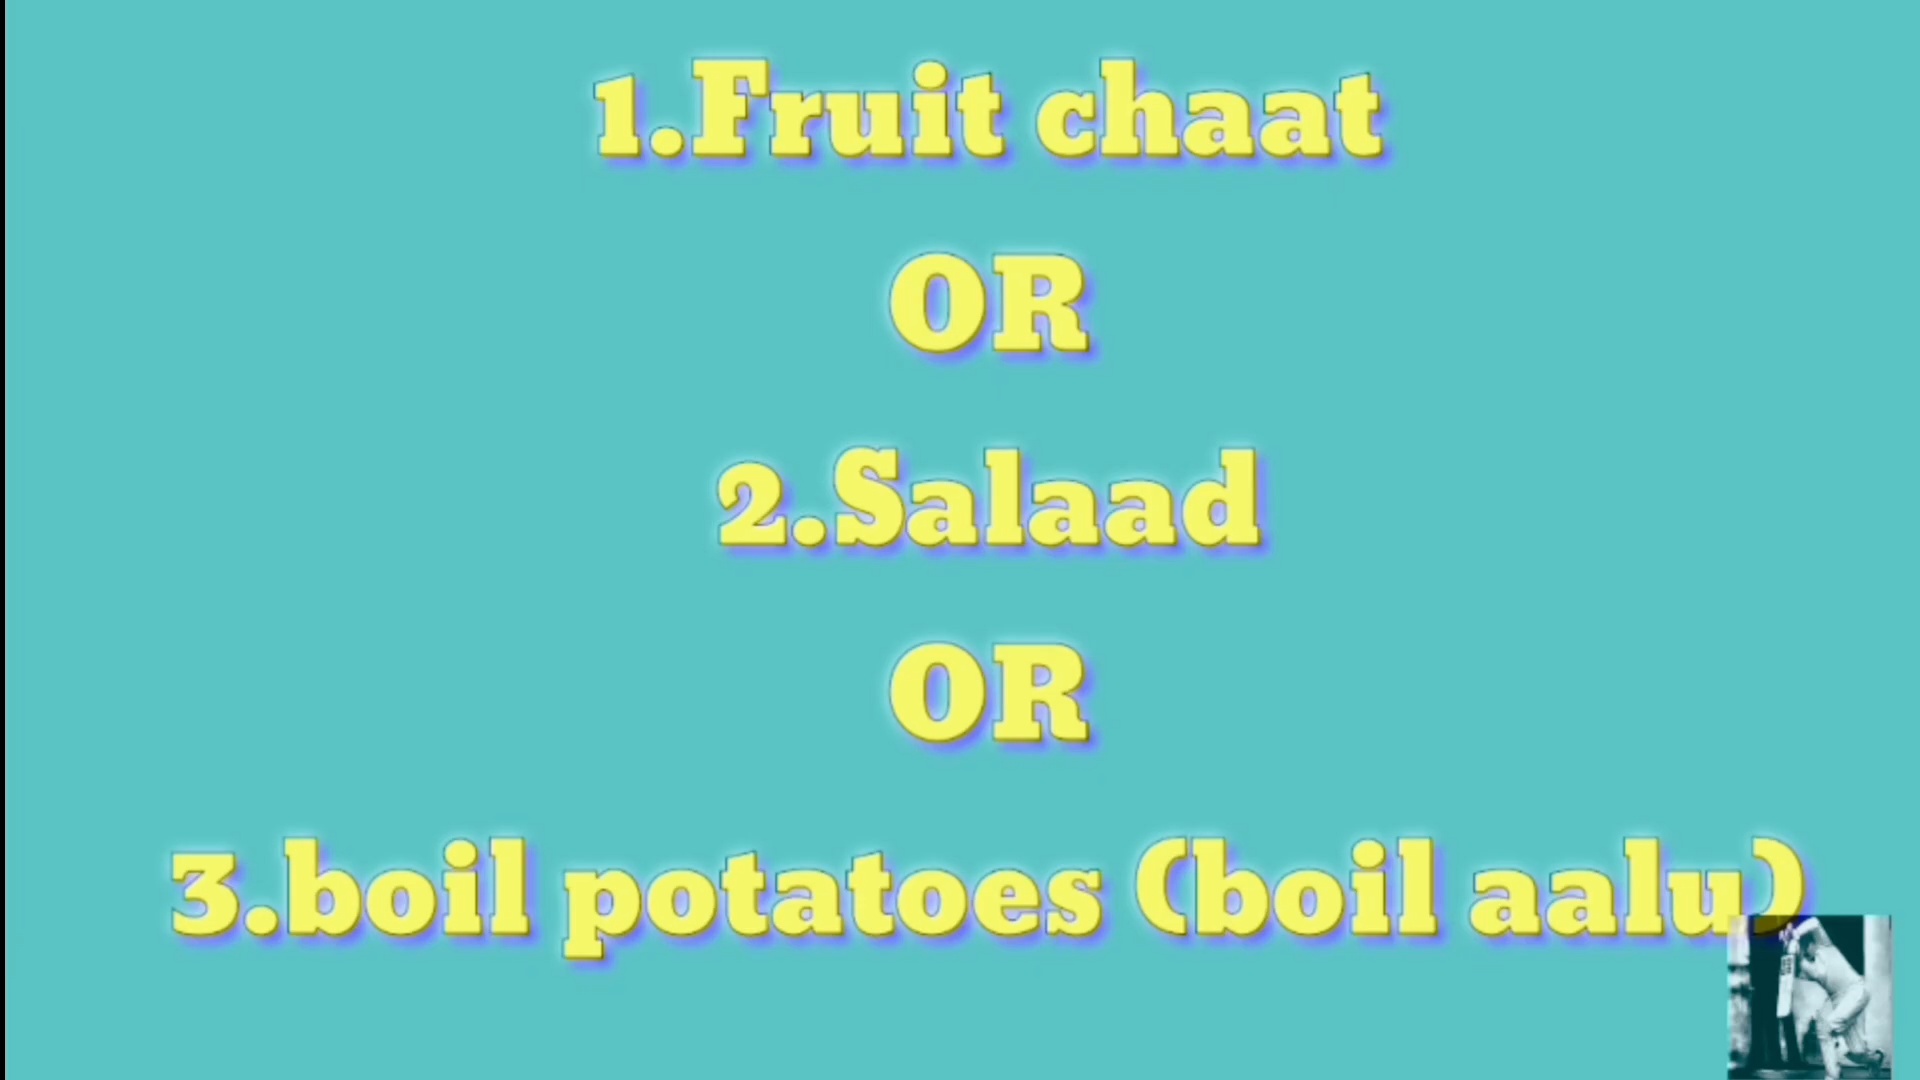 1.Fruit chaat
OR
2.Salaad
OR
3.boil potatoes (boil aalu)